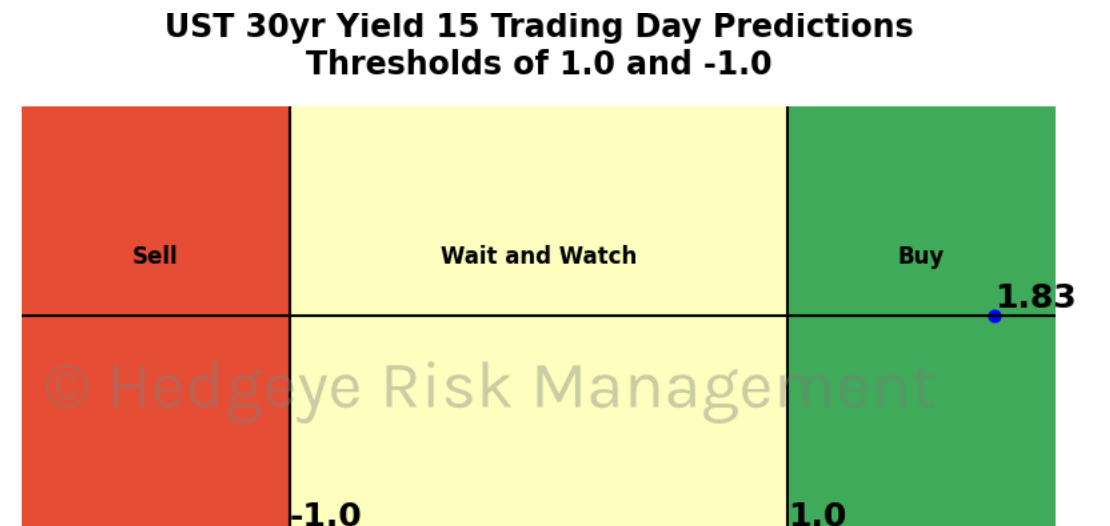 UST 30yr Yield 15 Trading Day Predictions
Thresholds of 1.0 and -1.0
Sell
Wait and Watch
Buy
1.83
© Hedgeye Risk Management
-1.0
1.0